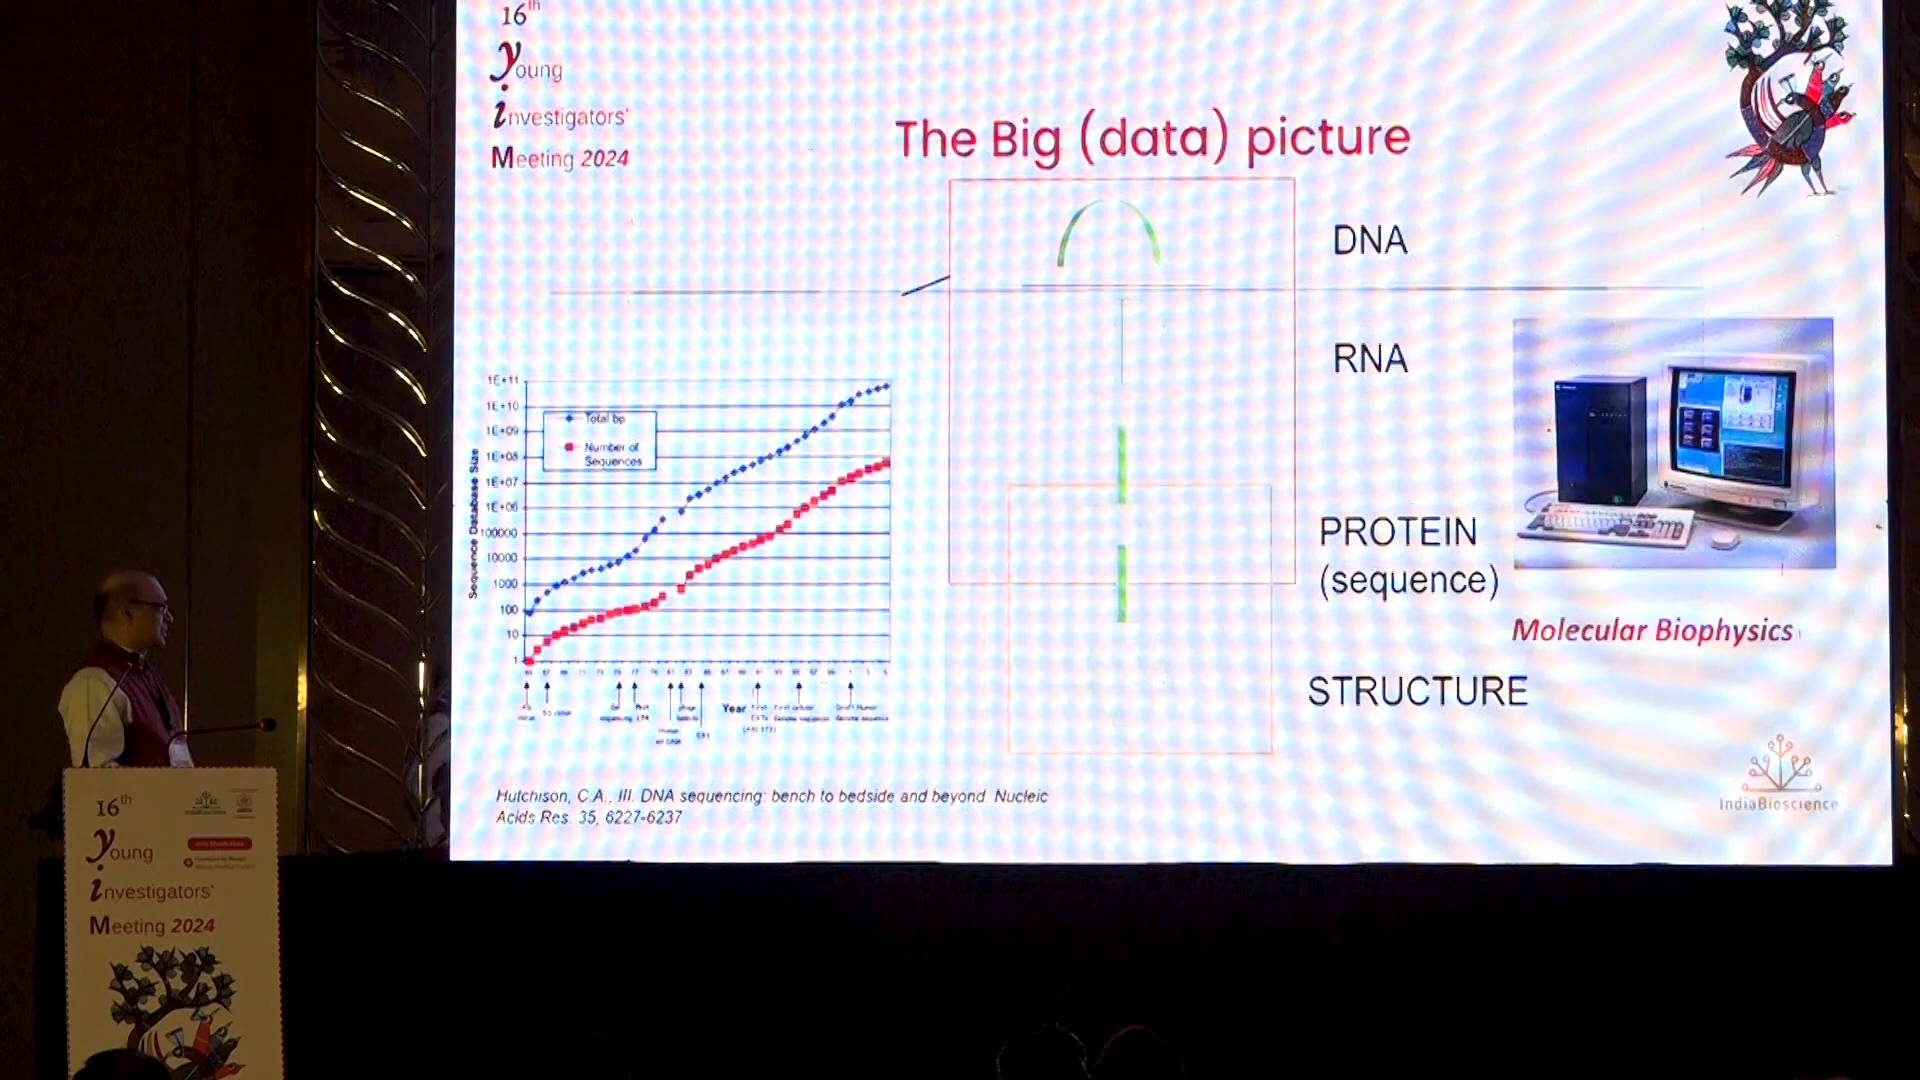 16th
Young
investigators'
Meeting 2024
The Big (data) picture
DNA
RNA
PROTEIN
(sequence)
STRUCTURE
Molecular Biophysics
Sequence Database Size
1E+11
1E+10
1E+09
1E+08
1E+07
1E+06
100000
10000
1000
100
10
1
Total bp
Number of
Sequences
Year
Hutchison, C.A., III. DNA sequencing: bench to bedside and beyond. Nucleic
Acids Res. 35, 6227-6237
IndiaBioscience
16th
Young
investigators'
Meeting 2024